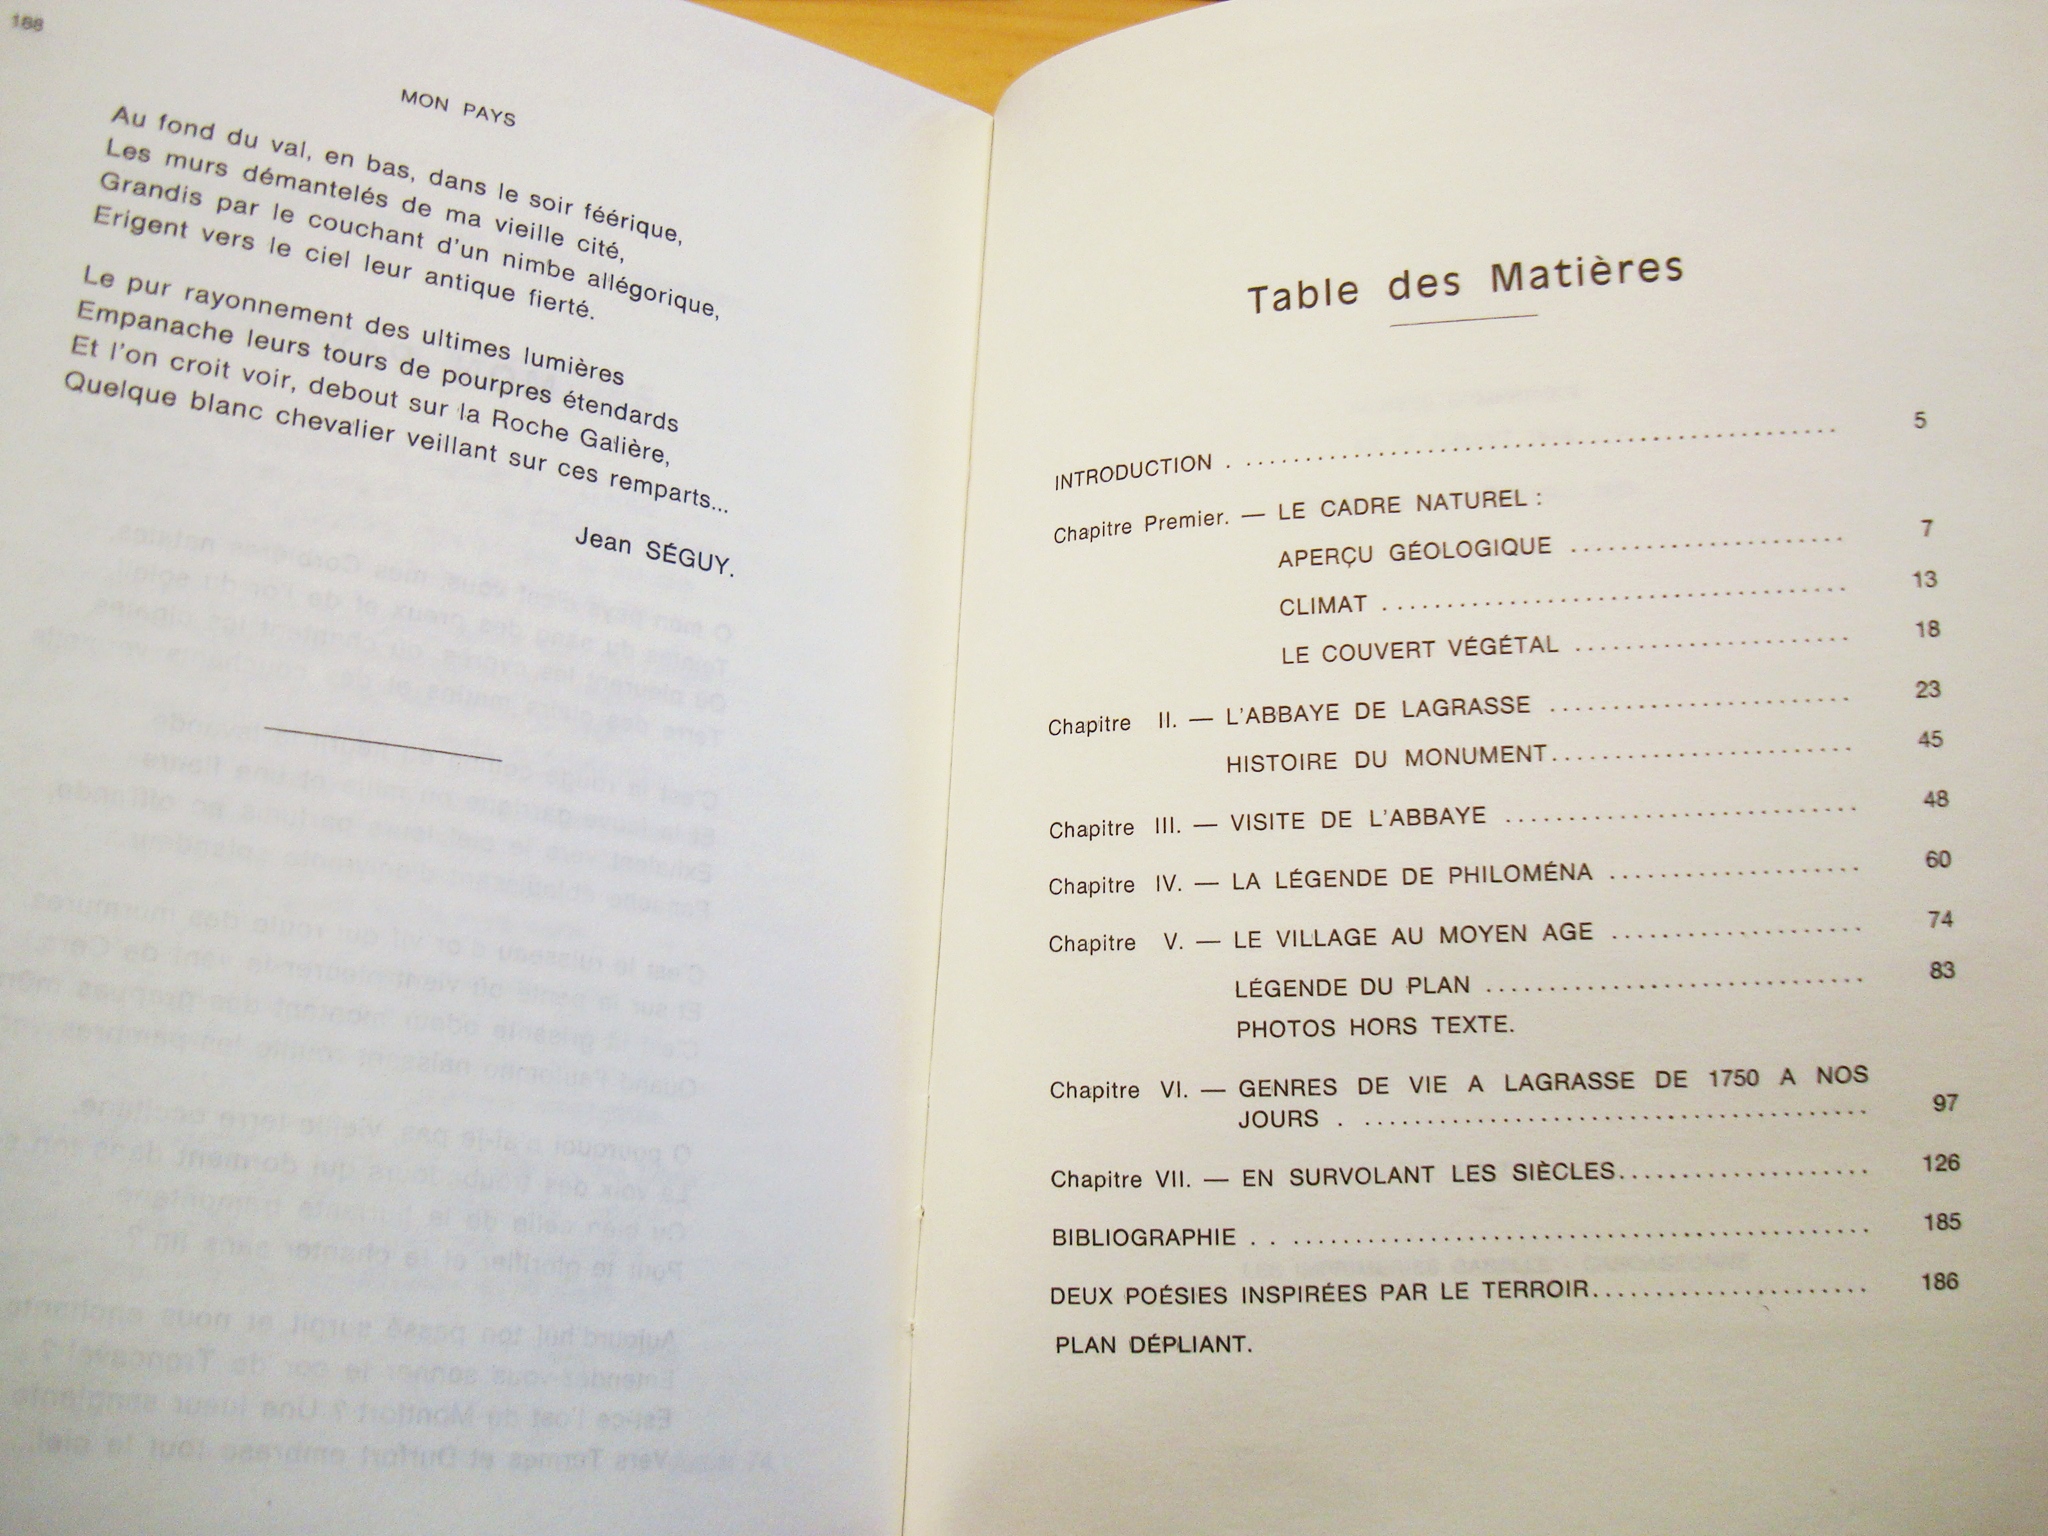 188
MON PAYS
Au fond du val, en bas, dans le soir féérique,
Les murs démantelés de ma vieille cité,
Grandis par le couchant d'un nimbe allégorique,
Erigent vers le ciel leur antique fierté.
Le pur rayonnement des ultimes lumières
Empanache leurs tours de pourpres étendards
Et l'on croit voir, debout sur la Roche Galière,
Quelque blanc chevalier veillant sur ces remparts...
Jean SÉGUY.
Table des Matières
INTRODUCTION . .................................................. 5
Chapitre Premier. — LE CADRE NATUREL :
APERÇU GÉOLOGIQUE ...................... 7
CLIMAT ...................................... 13
LE COUVERT VÉGÉTAL ...................... 18
Chapitre II. — L'ABBAYE DE LAGRASSE ........................ 23
HISTOIRE DU MONUMENT........................ 45
Chapitre III. — VISITE DE L'ABBAYE ............................ 48
Chapitre IV. — LA LÉGENDE DE PHILOMÉNA .................... 60
Chapitre V. — LE VILLAGE AU MOYEN AGE .................... 74
LÉGENDE DU PLAN .............................. 83
PHOTOS HORS TEXTE.
Chapitre VI. — GENRES DE VIE A LAGRASSE DE 1750 A NOS
JOURS . ........................................ 97
Chapitre VII. — EN SURVOLANT LES SIÈCLES.................... 126
BIBLIOGRAPHIE . . .............................................. 185
DEUX POÉSIES INSPIRÉES PAR LE TERROIR...................... 186
PLAN DÉPLIANT.